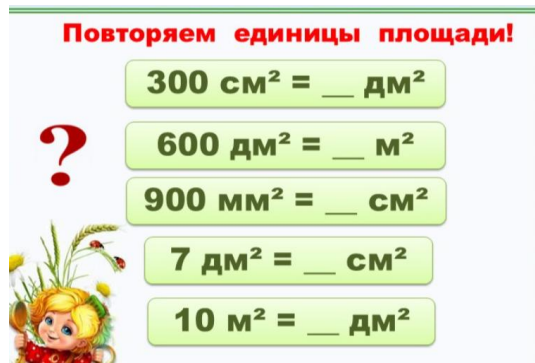 Повторяем единицы площади!
300 см² = __ дм²
?
600 дм² = __ м²
900 мм² = __ см²
7 дм² = __ см²
10 м² = __ дм²